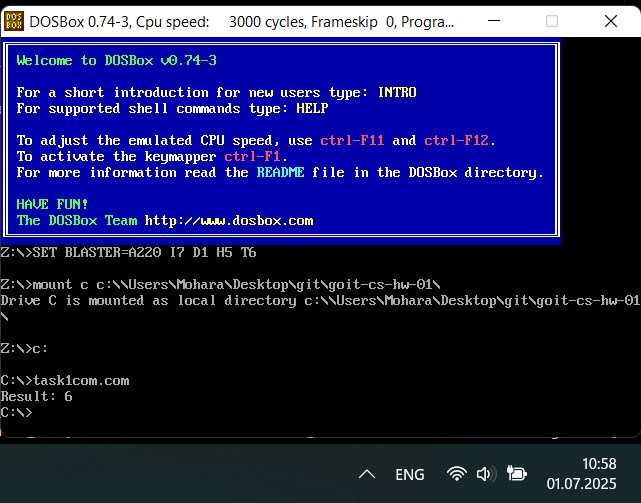 DOSBox 0.74-3, Cpu speed: 3000 cycles, Frameskip 0, Progra...
Welcome to DOSBox v0.74-3
For a short introduction for new users type: INTRO
For supported shell commands type: HELP
To adjust the emulated CPU speed, use ctrl-F11 and ctrl-F12.
To activate the keymapper ctrl-F1.
For more information read the README file in the DOSBox directory.
HAVE FUN!
The DOSBox Team http://www.dosbox.com
Z:\>SET BLASTER=A220 I7 D1 H5 T6
Z:\>mount c c:\\Users\Mohara\Desktop\git\goit-cs-hw-01\
Drive C is mounted as local directory c:\\Users\Mohara\Desktop\git\goit-cs-hw-01
\
Z:\>c:
C:\>task1com.com
Result: 6
C:\>
ENG
10:58
01.07.2025